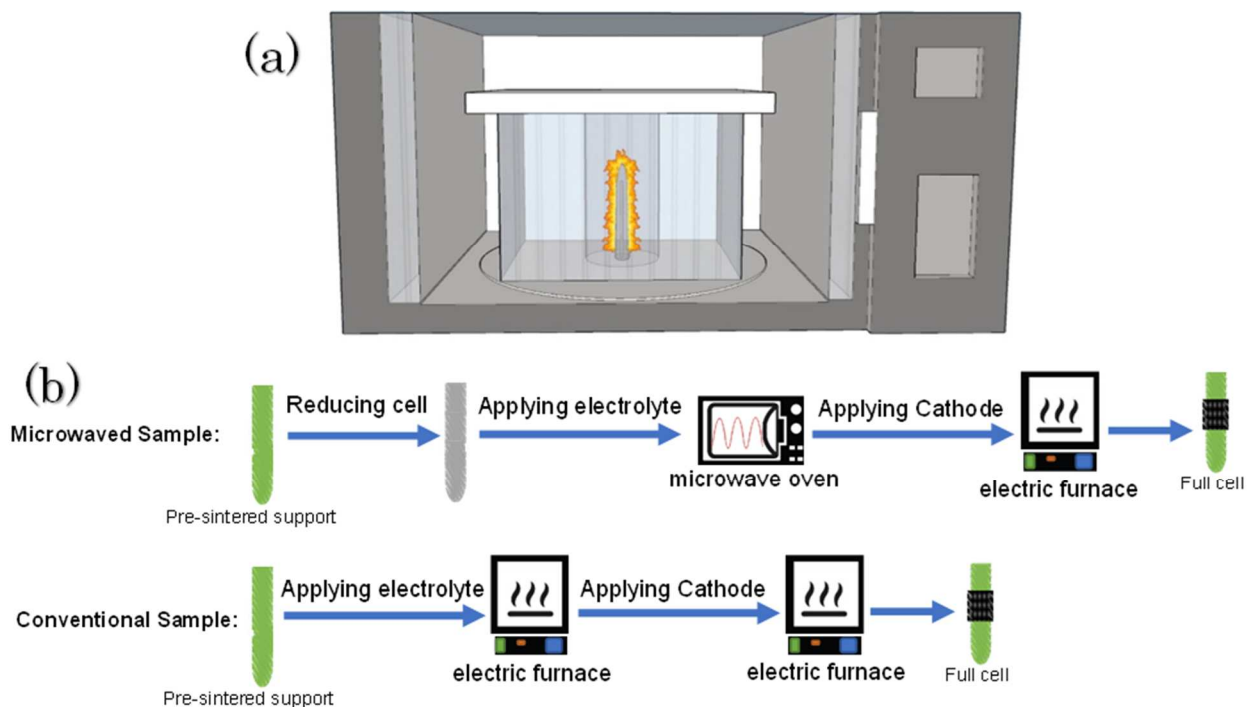 (a)
(b)
Reducing cell
Applying electrolyte
Applying Cathode
Microwaved Sample:
microwave oven
electric furnace
Full cell
Pre-sintered support
Applying electrolyte
Applying Cathode
Conventional Sample:
electric furnace
electric furnace
Full cell
Pre-sintered support